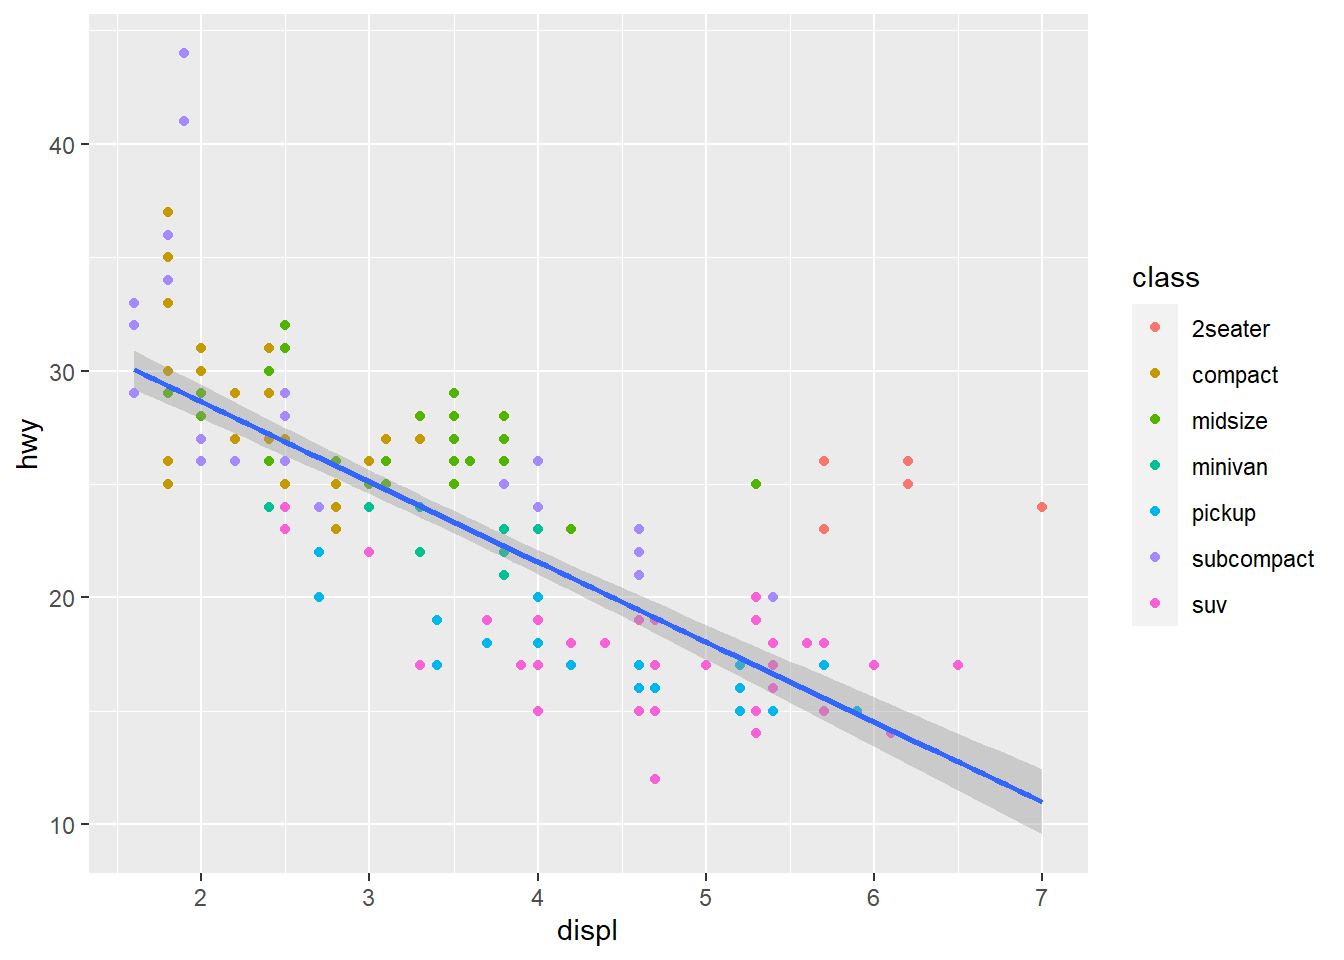 hwy
40
30
20
10
2 3 4 5 6 7
displ
class
2seater
compact
midsize
minivan
pickup
subcompact
suv